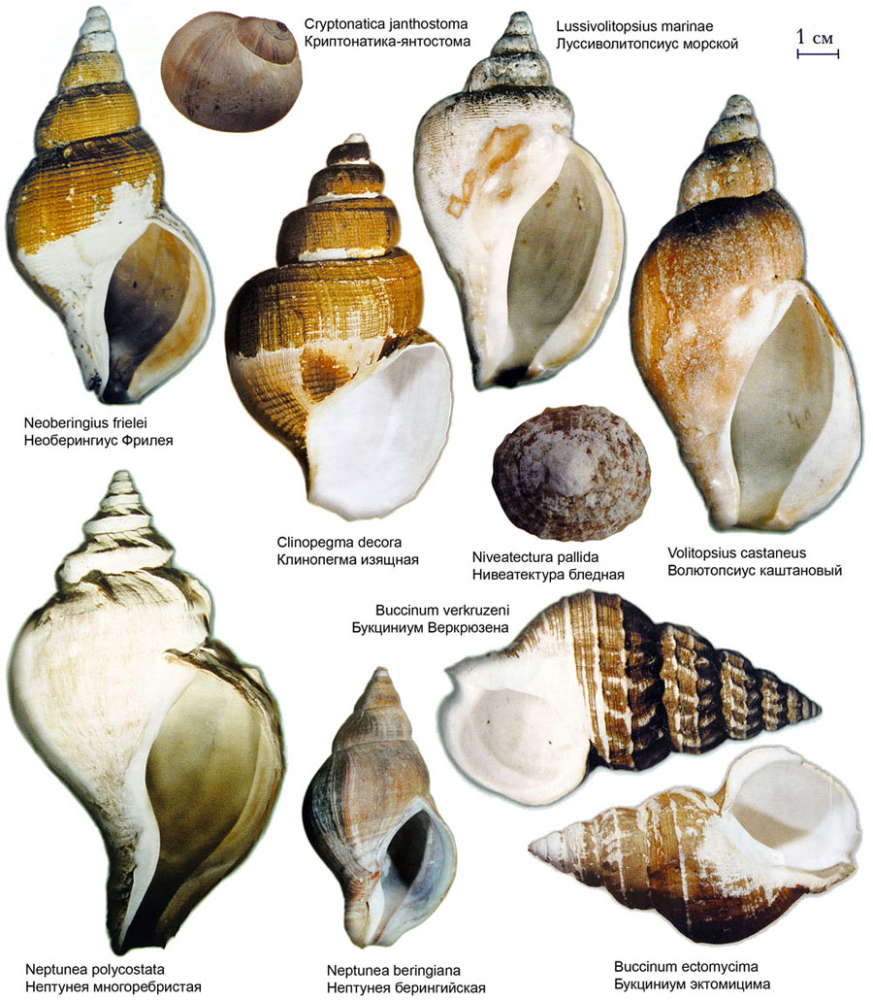 Cryptonatica janthostoma
Криптонатика-янтостома
Lussivolitopsius marinae
Луссиволитопсиус морской
1 см
Neoberingius frielei
Необерингиус Фрилея
Clinopegma decora
Клинопегма изящная
Niveatectura pallida
Нивеатектура бледная
Volitopsius castaneus
Волютопсиус каштановый
Buccinum verkruzeni
Букциниум Веркрюзена
Neptunea polycostata
Нептунея многоребристая
Neptunea beringiana
Нептунея берингийская
Buccinum ectomycima
Букциниум эктомицима